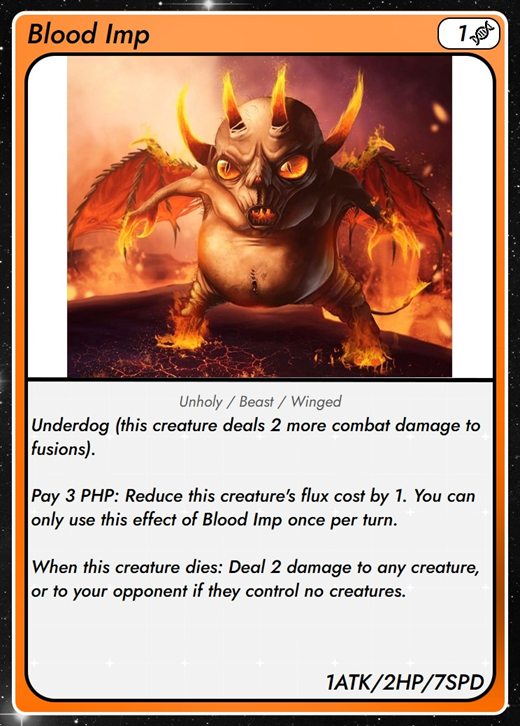 Blood Imp
1
Unholy / Beast / Winged
Underdog (this creature deals 2 more combat damage to
fusions).
Pay 3 PHP: Reduce this creature's flux cost by 1. You can
only use this effect of Blood Imp once per turn.
When this creature dies: Deal 2 damage to any creature,
or to your opponent if they control no creatures.
1ATK/2HP/7SPD